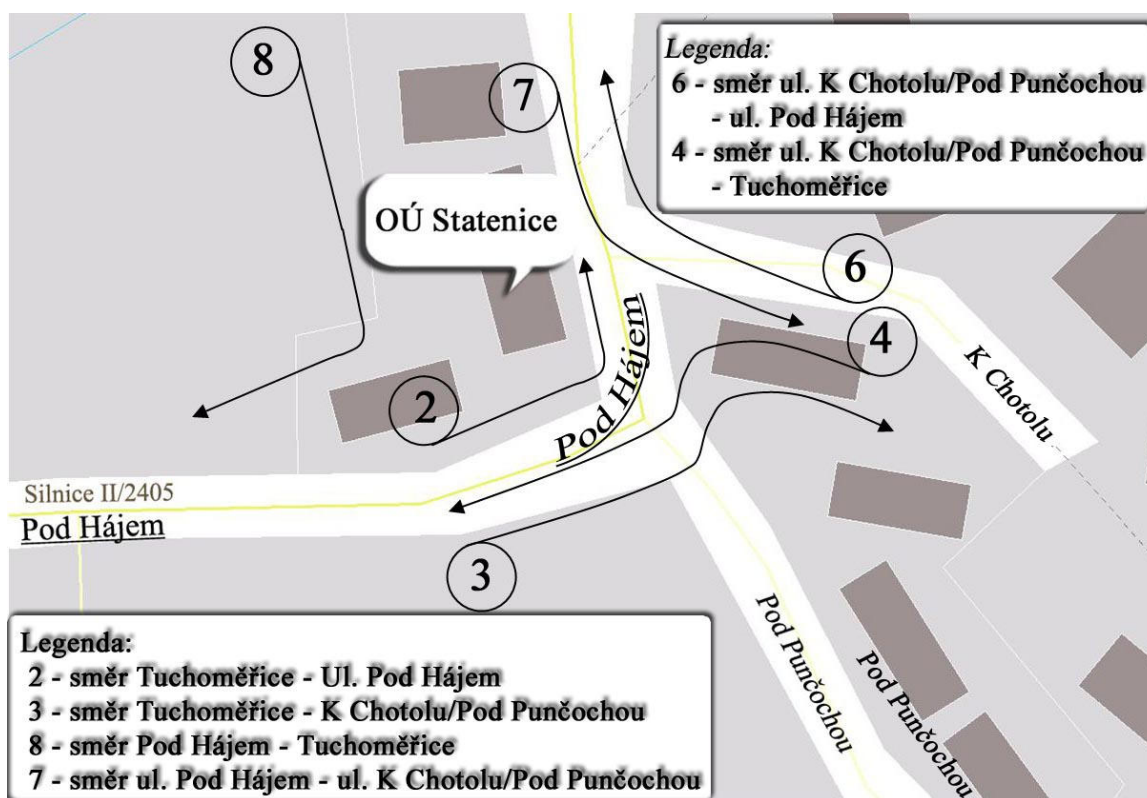 8
7
Legenda:
6 - směr ul. K Chotolu/Pod Punčochou
- ul. Pod Hájem
4 - směr ul. K Chotolu/Pod Punčochou
- Tuchoměřice
OÚ Statenice
6
4
2
Pod Hájem
K Chotolu
Silnice II/2405
Pod Hájem
3
Pod Punčochou
Pod Punčochou
Legenda:
2 - směr Tuchoměřice - Ul. Pod Hájem
3 - směr Tuchoměřice - K Chotolu/Pod Punčochou
8 - směr Pod Hájem - Tuchoměřice
7 - směr ul. Pod Hájem - ul. K Chotolu/Pod Punčochou